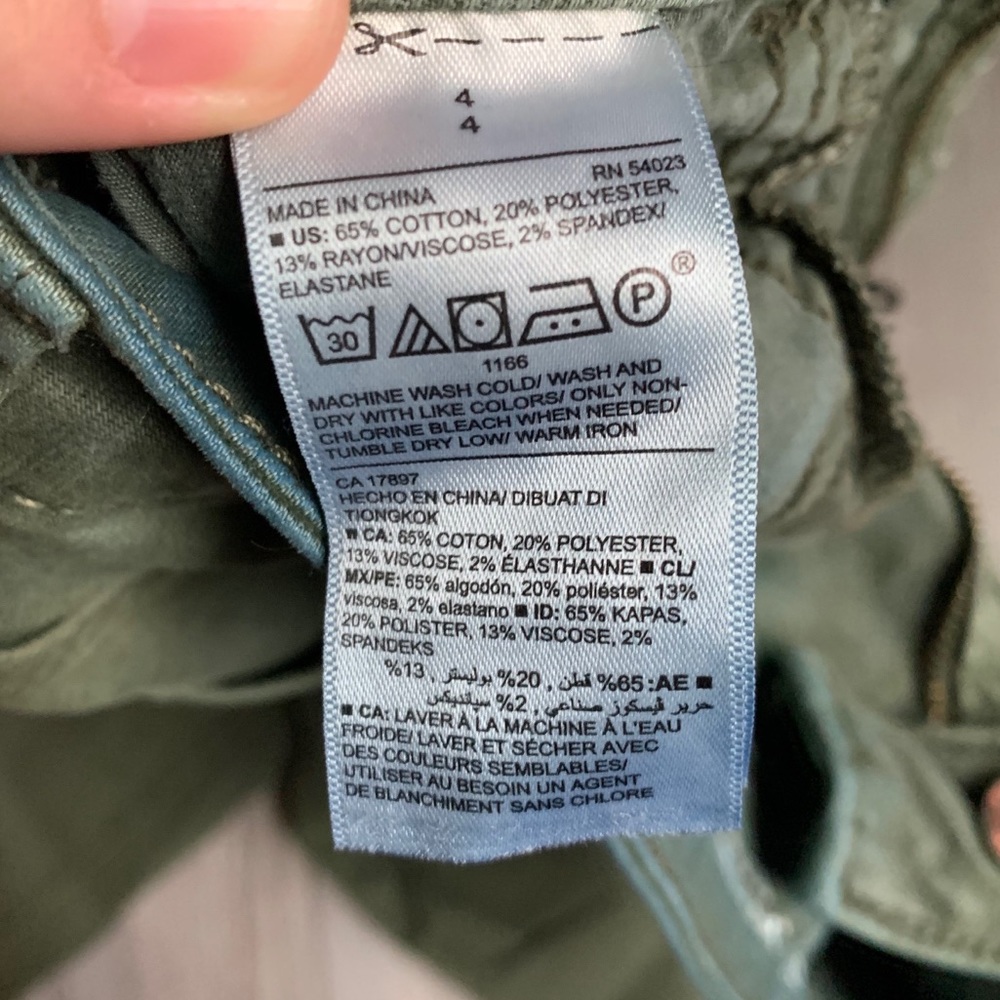 4
4
RN 54023
MADE IN CHINA
■ US: 65% COTTON, 20% POLYESTER,
13% RAYON/VISCOSE, 2% SPANDEX/
ELASTANE
30
P
®
1166
MACHINE WASH COLD/ WASH AND
DRY WITH LIKE COLORS/ ONLY NON-
CHLORINE BLEACH WHEN NEEDED/
TUMBLE DRY LOW/ WARM IRON
CA 17897
HECHO EN CHINA/ DIBUAT DI
TIONGKOK
■ CA: 65% COTON, 20% POLYESTER,
13% VISCOSE, 2% ÉLASTHANNE ■ CL/
MX/PE: 65% algodón, 20% poliéster, 13%
viscosa, 2% elastano ■ ID: 65% KAPAS,
20% POLISTER, 13% VISCOSE, 2%
SPANDEKS
■ AE: %65 قطن , %20 بوليستر , %13
حرير فيسكوز صناعي , %2 سباندیکس
■ CA: LAVER À LA MACHINE À L'EAU
FROIDE/ LAVER ET SÉCHER AVEC
DES COULEURS SEMBLABLES/
UTILISER AU BESOIN UN AGENT
DE BLANCHIMENT SANS CHLORE